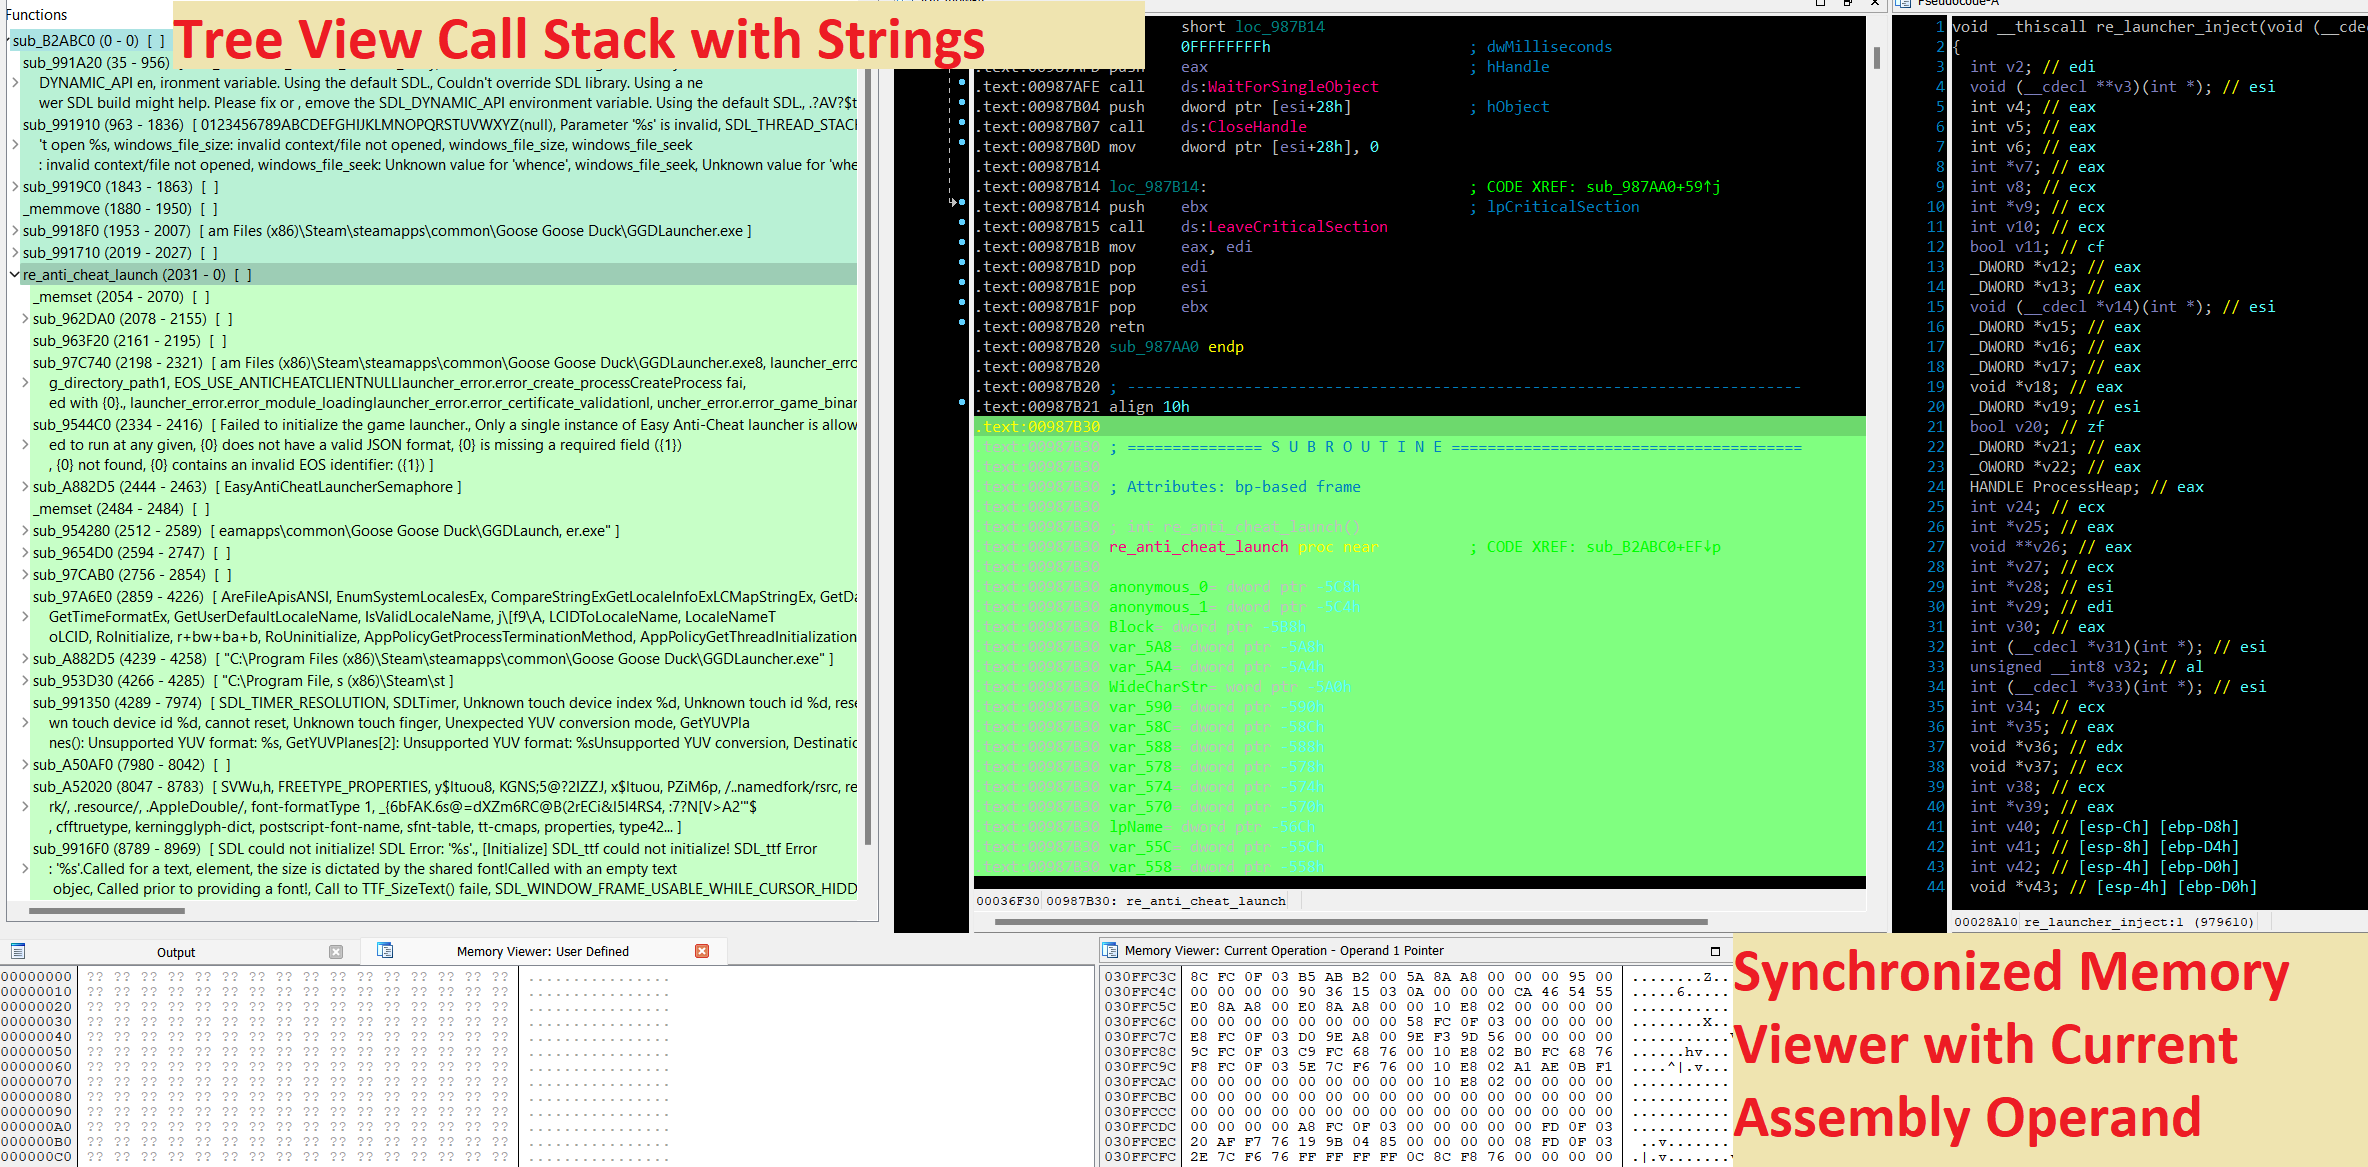 Functions
Tree View Call Stack with Strings
sub_B2ABC0 (0 - 0) [ ]
sub_991A20 (35 - 956)
DYNAMIC_API en, ironment variable. Using the default SDL., Couldn't override SDL library. Using a ne
wer SDL build might help. Please fix or , emove the SDL_DYNAMIC_API environment variable. Using the default SDL., .?AV?$t
sub_991910 (963 - 1836) [ 0123456789ABCDEFGHIJKLMNOPQRSTUVWXYZ(null), Parameter '%s' is invalid, SDL_THREAD_STACI
't open %s, windows_file_size: invalid context/file not opened, windows_file_size, windows_file_seek
: invalid context/file not opened, windows_file_seek: Unknown value for 'whence', windows_file_seek, Unknown value for 'whe
sub_9919C0 (1843 - 1863) [ ]
_memmove (1880 - 1950) [ ]
sub_9918F0 (1953 - 2007) [ am Files (x86)\Steam\steamapps\common\Goose Goose Duck\GGDLauncher.exe ]
sub_991710 (2019 - 2027) [ ]
re_anti_cheat_launch (2031 - 0) [ ]
_memset (2054 - 2070) [ ]
sub_962DA0 (2078 - 2155) [ ]
sub_963F20 (2161 - 2195) [ ]
sub_97C740 (2198 - 2321) [ am Files (x86)\Steam\steamapps\common\Goose Goose Duck\GGDLauncher.exe8, launcher_erro
g_directory_path1, EOS_USE_ANTICHEATCLIENTNULLlauncher_error.error_create_processCreateProcess fai,
ed with {0}., launcher_error.error_module_loadinglauncher_error.error_certificate_validationl, uncher_error.error_game_binar
sub_9544C0 (2334 - 2416) [ Failed to initialize the game launcher., Only a single instance of Easy Anti-Cheat launcher is allow
ed to run at any given, {0} does not have a valid JSON format, {0} is missing a required field ({1})
, {0} not found, {0} contains an invalid EOS identifier: ({1}) ]
sub_A882D5 (2444 - 2463) [ EasyAntiCheatLauncherSemaphore ]
_memset (2484 - 2484) [ ]
sub_954280 (2512 - 2589) [ eamapps\common\Goose Goose Duck\GGDLaunch, er.exe" ]
sub_9654D0 (2594 - 2747) [ ]
sub_97CAB0 (2756 - 2854) [ ]
sub_97A6E0 (2859 - 4226) [ AreFileApisANSI, EnumSystemLocalesEx, CompareStringExGetLocaleInfoExLCMapStringEx, GetDa
GetTimeFormatEx, GetUserDefaultLocaleName, IsValidLocaleName, j\[f9\A, LCIDToLocaleName, LocaleNameT
oLCID, RoInitialize, r+bw+ba+b, RoUninitialize, AppPolicyGetProcessTerminationMethod, AppPolicyGetThreadInitialization
sub_A882D5 (4239 - 4258) [ "C:\Program Files (x86)\Steam\steamapps\common\Goose Goose Duck\GGDLauncher.exe" ]
sub_953D30 (4266 - 4285) [ "C:\Program File, s (x86)\Steam\st ]
sub_991350 (4289 - 7974) [ SDL_TIMER_RESOLUTION, SDLTimer, Unknown touch device index %d, Unknown touch id %d, rese
wn touch device id %d, cannot reset, Unknown touch finger, Unexpected YUV conversion mode, GetYUVPla
nes(): Unsupported YUV format: %s, GetYUVPlanes[2]: Unsupported YUV format: %sUnsupported YUV conversion, Destinatic
sub_A50AF0 (7980 - 8042) [ ]
sub_A52020 (8047 - 8783) [ SVWu,h, FREETYPE_PROPERTIES, y$Ituou8, KGNS;5@?2IZZJ, x$Ituou, PZiM6p, /..namedfork/rsrc, re
rk/, .resource/, .AppleDouble/, font-formatType 1, _{6bFAK.6s@=dXZm6RC@B(2rECi&I5I4RS4, :7?N[V>A2'"$
, cfftruetype, kerningglyph-dict, postscript-font-name, sfnt-table, tt-cmaps, properties, type42... ]
sub_9916F0 (8789 - 8969) [ SDL could not initialize! SDL Error: '%s'., [Initialize] SDL_ttf could not initialize! SDL_ttf Error
: '%s'.Called for a text, element, the size is dictated by the shared font!Called with an empty text
objec, Called prior to providing a font!, Call to TTF_SizeText() faile, SDL_WINDOW_FRAME_USABLE_WHILE_CURSOR_HIDD
short loc_987B14
0FFFFFFFFh ; dwMilliseconds
push eax ; hHandle
.text:00987AFE call ds:WaitForSingleObject
.text:00987B04 push dword ptr [esi+28h] ; hObject
.text:00987B07 call ds:CloseHandle
.text:00987B0D mov dword ptr [esi+28h], 0
.text:00987B14
.text:00987B14 loc_987B14: ; CODE XREF: sub_987AA0+59↑j
.text:00987B14 push ebx ; lpCriticalSection
.text:00987B15 call ds:LeaveCriticalSection
.text:00987B1B mov eax, edi
.text:00987B1D pop edi
.text:00987B1E pop esi
.text:00987B1F pop ebx
.text:00987B20 retn
.text:00987B20 sub_987AA0 endp
.text:00987B20
.text:00987B20 ; ---------------------------------------------------------------------------
.text:00987B21 align 10h
.text:00987B30
.text:00987B30 ; =============== S U B R O U T I N E =======================================
.text:00987B30
.text:00987B30 ; Attributes: bp-based frame
.text:00987B30
.text:00987B30 ; int re_anti_cheat_launch()
.text:00987B30 re_anti_cheat_launch proc near ; CODE XREF: sub_B2ABC0+EF↓p
.text:00987B30
.text:00987B30 anonymous_0= dword ptr
.text:00987B30 anonymous_1= dword ptr
.text:00987B30 Block= dword ptr
.text:00987B30 var_5A8= dword ptr -5A8h
.text:00987B30 var_5A4= dword ptr -5A4h
.text:00987B30 WideCharStr= word ptr
.text:00987B30 var_590= dword ptr -590h
.text:00987B30 var_58C= dword ptr -58Ch
.text:00987B30 var_588= dword ptr -588h
.text:00987B30 var_578= dword ptr -578h
.text:00987B30 var_574= dword ptr -574h
.text:00987B30 var_570= dword ptr -570h
.text:00987B30 lpName= dword ptr
.text:00987B30 var_55C= dword ptr -55Ch
.text:00987B30 var_558= dword ptr -558h
00036F30 00987B30: re_anti_cheat_launch
Pseudocode-A
1 void __thiscall re_launcher_inject(void (__cde
2 {
3 int v2; // edi
4 void (__cdecl **v3)(int *); // esi
5 int v4; // eax
6 int v5; // eax
7 int v6; // eax
8 int *v7; // eax
9 int v8; // ecx
10 int *v9; // ecx
11 int v10; // ecx
12 bool v11; // cf
13 _DWORD *v12; // eax
14 _DWORD *v13; // eax
15 void (__cdecl *v14)(int *); // esi
16 _DWORD *v15; // eax
17 _DWORD *v16; // eax
18 _DWORD *v17; // eax
19 void *v18; // eax
20 _DWORD *v19; // esi
21 bool v20; // zf
22 _DWORD *v21; // eax
23 _OWORD *v22; // eax
24 HANDLE ProcessHeap; // eax
25 int v24; // ecx
26 int *v25; // eax
27 void **v26; // eax
28 int *v27; // ecx
29 int *v28; // esi
30 int *v29; // edi
31 int v30; // eax
32 int (__cdecl *v31)(int *); // esi
33 unsigned __int8 v32; // al
34 int (__cdecl *v33)(int *); // esi
35 int v34; // ecx
36 int *v35; // eax
37 void *v36; // edx
38 void *v37; // ecx
39 int v38; // ecx
40 int *v39; // eax
41 int v40; // [esp-Ch] [ebp-D8h]
42 int v41; // [esp-8h] [ebp-D4h]
43 int v42; // [esp-4h] [ebp-D0h]
44 void *v43; // [esp-4h] [ebp-D0h]
00028A10 re_launcher_inject:1 (979610)
Output
Memory Viewer: User Defined
00000000 ?? ?? ?? ?? ?? ?? ?? ?? ?? ?? ?? ?? ?? ?? ?? ?? ................
00000010 ?? ?? ?? ?? ?? ?? ?? ?? ?? ?? ?? ?? ?? ?? ?? ?? ................
00000020 ?? ?? ?? ?? ?? ?? ?? ?? ?? ?? ?? ?? ?? ?? ?? ?? ................
00000030 ?? ?? ?? ?? ?? ?? ?? ?? ?? ?? ?? ?? ?? ?? ?? ?? ................
00000040 ?? ?? ?? ?? ?? ?? ?? ?? ?? ?? ?? ?? ?? ?? ?? ?? ................
00000050 ?? ?? ?? ?? ?? ?? ?? ?? ?? ?? ?? ?? ?? ?? ?? ?? ................
00000060 ?? ?? ?? ?? ?? ?? ?? ?? ?? ?? ?? ?? ?? ?? ?? ?? ................
00000070 ?? ?? ?? ?? ?? ?? ?? ?? ?? ?? ?? ?? ?? ?? ?? ?? ................
00000080 ?? ?? ?? ?? ?? ?? ?? ?? ?? ?? ?? ?? ?? ?? ?? ?? ................
00000090 ?? ?? ?? ?? ?? ?? ?? ?? ?? ?? ?? ?? ?? ?? ?? ?? ................
000000A0 ?? ?? ?? ?? ?? ?? ?? ?? ?? ?? ?? ?? ?? ?? ?? ?? ................
000000B0 ?? ?? ?? ?? ?? ?? ?? ?? ?? ?? ?? ?? ?? ?? ?? ?? ................
000000C0 ?? ?? ?? ?? ?? ?? ?? ?? ?? ?? ?? ?? ?? ?? ?? ?? ................
Memory Viewer: Current Operation - Operand 1 Pointer
030FFC3C 8C FC 0F 03 B5 AB B2 00 5A 8A A8 00 00 00 95 00 ........Z..
030FFC4C 00 00 00 00 90 36 15 03 0A 00 00 00 CA 46 54 55 .....6.....
030FFC5C E0 8A A8 00 E0 8A A8 00 00 10 E8 02 00 00 00 00 ...........
030FFC6C 00 00 00 00 00 00 00 00 58 FC 0F 03 00 00 00 00 ........X..
030FFC7C E8 FC 0F 03 D0 9E A8 00 9E F3 9D 56 00 00 00 00 ...........v
030FFC8C 9C FC 0F 03 C9 FC 68 76 00 10 E8 02 B0 FC 68 76 ......hv...
030FFC9C F8 FC 0F 03 5E 7C F6 76 00 10 E8 02 A1 AE 0B F1 ....^|.v...
030FFCAC 00 00 00 00 00 00 00 00 00 10 E8 02 00 00 00 00 ...........
030FFCBC 00 00 00 00 00 00 00 00 00 00 00 00 00 00 00 00 ...........
030FFCCC 00 00 00 00 00 00 00 00 00 00 00 00 00 00 00 00 ...........
030FFCDC 00 00 00 00 A8 FC 0F 03 00 00 00 00 00 FD 0F 03 ...........
030FFCEC 20 AF F7 76 19 9B 04 85 00 00 00 00 08 FD 0F 03 ..v.......
030FFCFC 2E 7C F6 76 FF FF FF FF 0C 8C F8 76 00 00 00 00 .|.v.......
Synchronized Memory
Viewer with Current
Assembly Operand